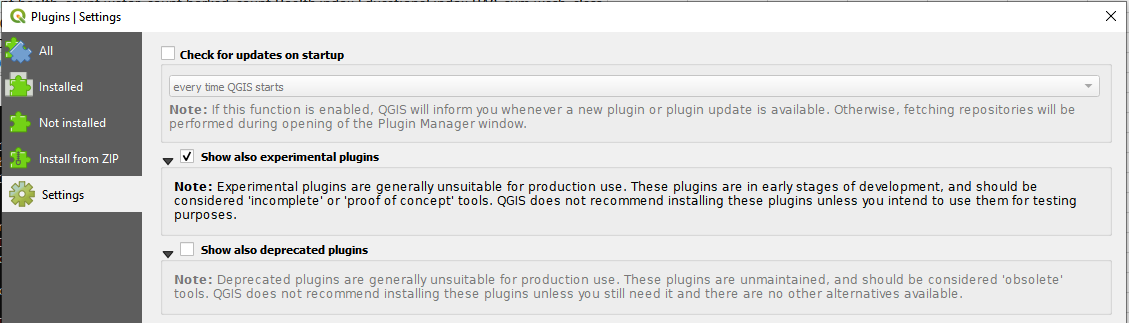 Plugins | Settings
All
Installed
Not installed
Install from ZIP
Settings
Check for updates on startup
every time QGIS starts
Note: If this function is enabled, QGIS will inform you whenever a new plugin or plugin update is available. Otherwise, fetching repositories will be
performed during opening of the Plugin Manager window.
Show also experimental plugins
Note: Experimental plugins are generally unsuitable for production use. These plugins are in early stages of development, and should be
considered 'incomplete' or 'proof of concept' tools. QGIS does not recommend installing these plugins unless you intend to use them for testing
purposes.
Show also deprecated plugins
Note: Deprecated plugins are generally unsuitable for production use. These plugins are unmaintained, and should be considered 'obsolete'
tools. QGIS does not recommend installing these plugins unless you still need it and there are no other alternatives available.